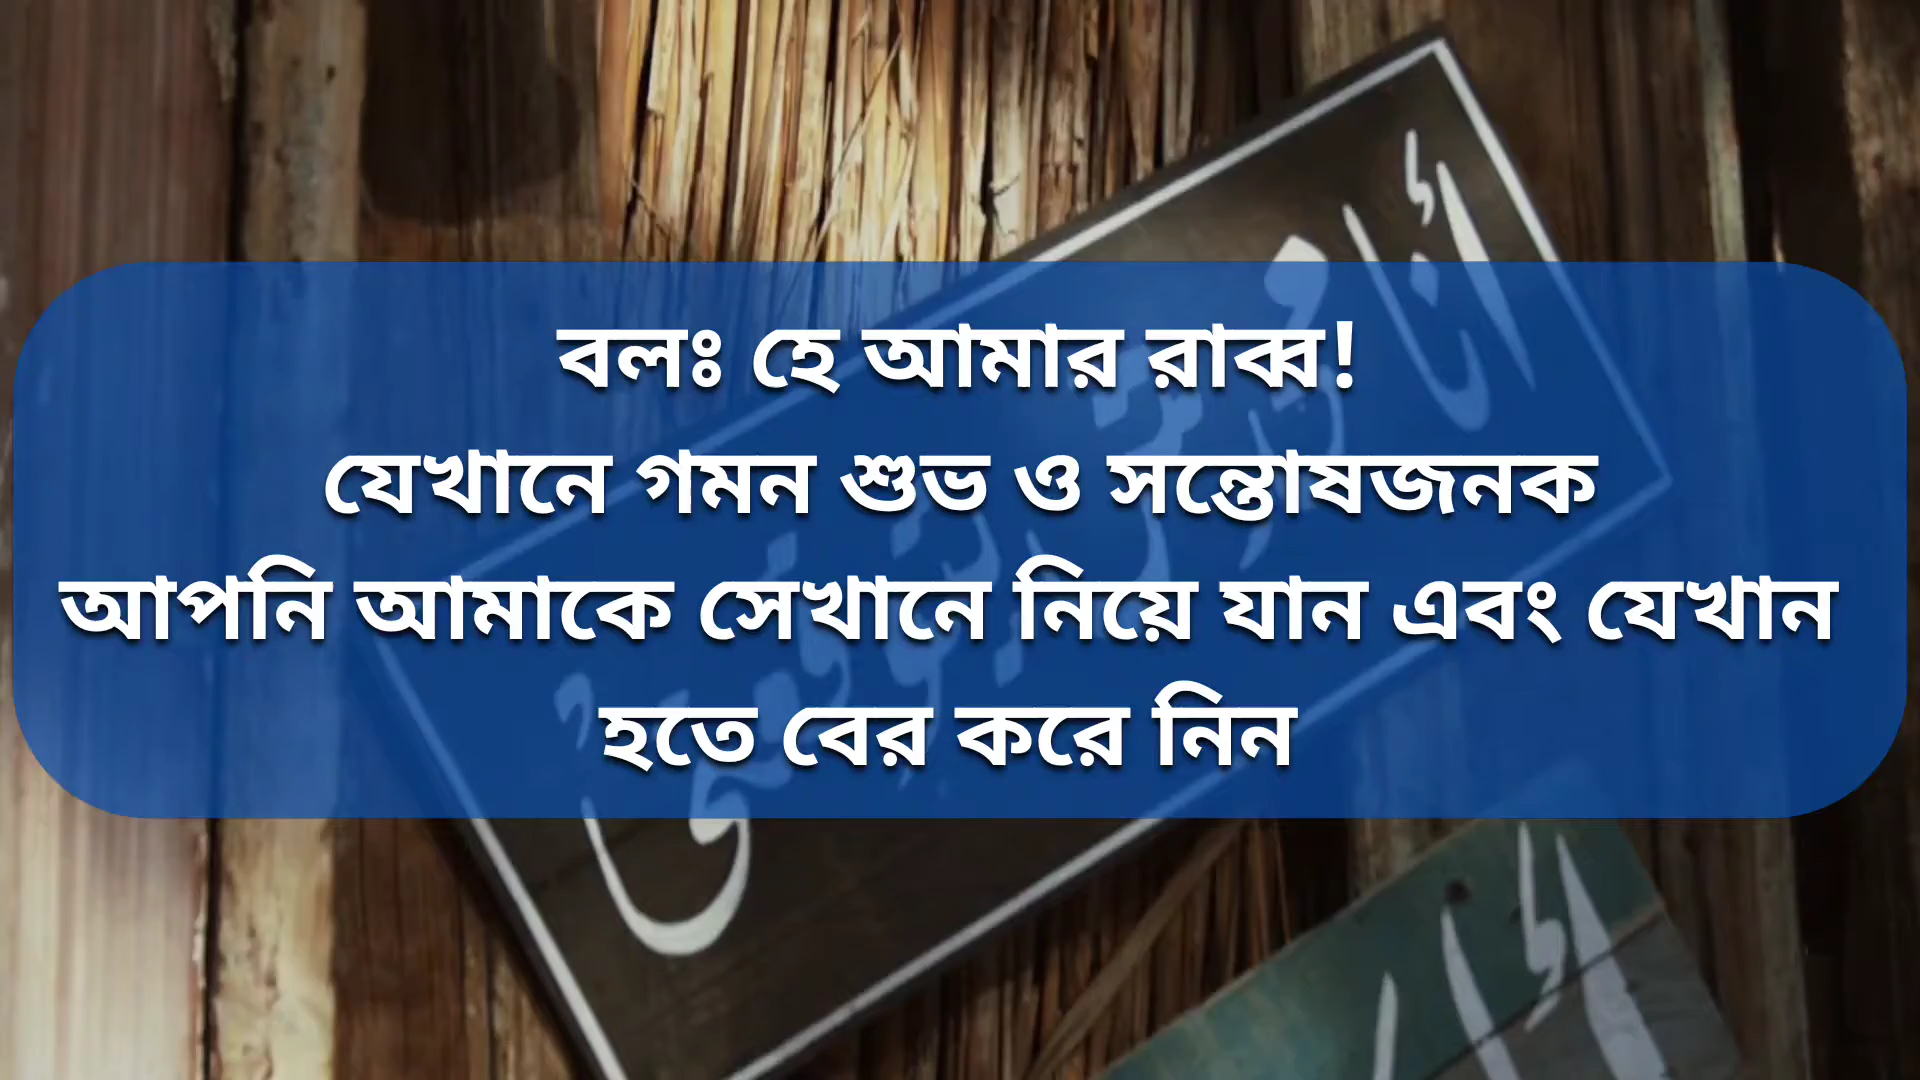 বলঃ হে আমার রাব্ব!
যেখানে গমন শুভ ও সন্তোষজনক
আপনি আমাকে সেখানে নিয়ে যান এবং যেখান
হতে বের করে নিন